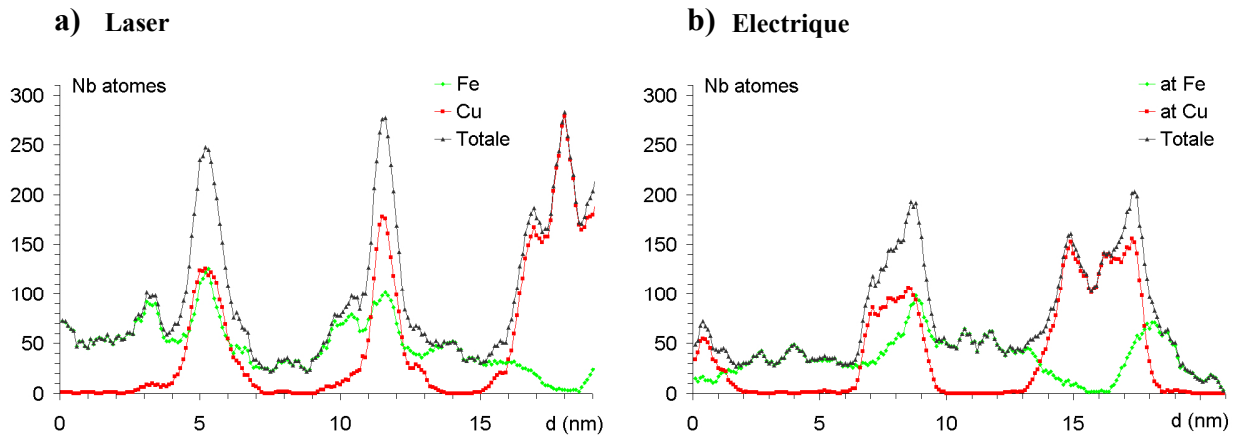 a) Laser
Nb atomes
Fe
Cu
Totale
300
250
200
150
100
50
0
0 5 10 15 d (nm)
b) Electrique
Nb atomes
at Fe
at Cu
Totale
300
250
200
150
100
50
0
0 5 10 15 d (nm)